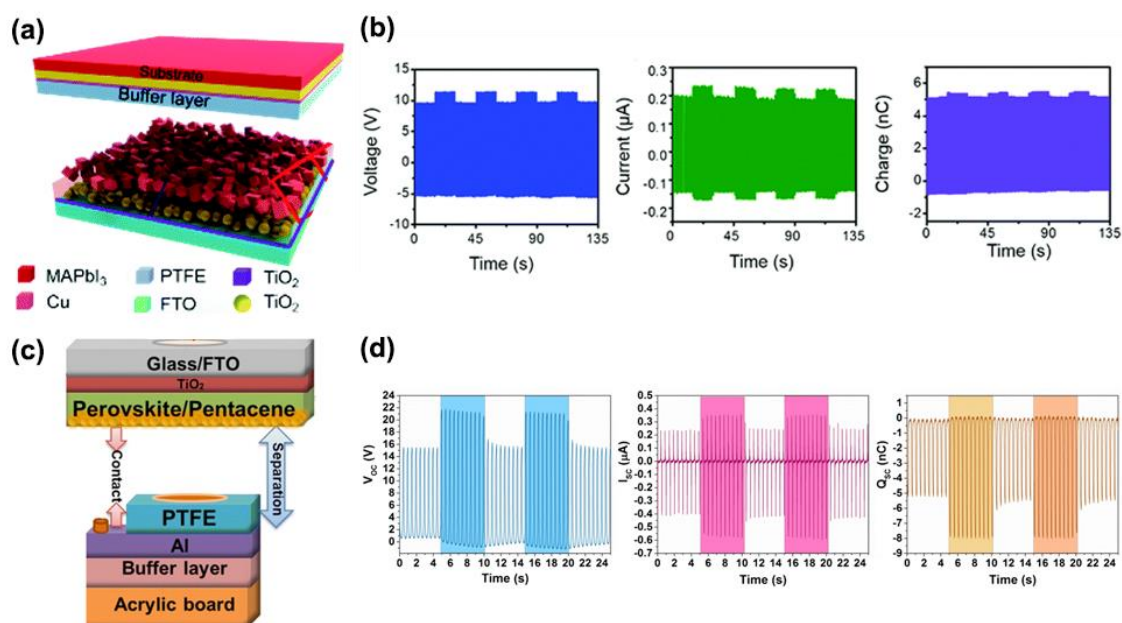 (a)
Substrate
Buffer layer
MAPbI₃ PTFE TiO₂
Cu FTO TiO₂
(b)
Voltage (V)
15
10
5
0
-5
-10
0 45 90 135
Time (s)
Current (µA)
0.3
0.2
0.1
0.0
-0.1
-0.2
0 45 90 135
Time (s)
Charge (nC)
6
4
2
0
-2
0 45 90 135
Time (s)
(c)
Glass/FTO
TiO₂
Perovskite/Pentacene
Contact
Separation
PTFE
Al
Buffer layer
Acrylic board
(d)
V_OC (V)
24
22
20
18
16
14
12
10
8
6
4
2
0
0 2 4 6 8 10 12 14 16 18 20 22 24
Time (s)
I_SC (µA)
0.5
0.4
0.3
0.2
0.1
0.0
-0.1
-0.2
-0.3
-0.4
-0.5
-0.6
-0.7
0 2 4 6 8 10 12 14 16 18 20 22 24
Time (s)
Q_SC (nC)
1
0
-1
-2
-3
-4
-5
-6
-7
-8
-9
0 2 4 6 8 10 12 14 16 18 20 22 24
Time (s)